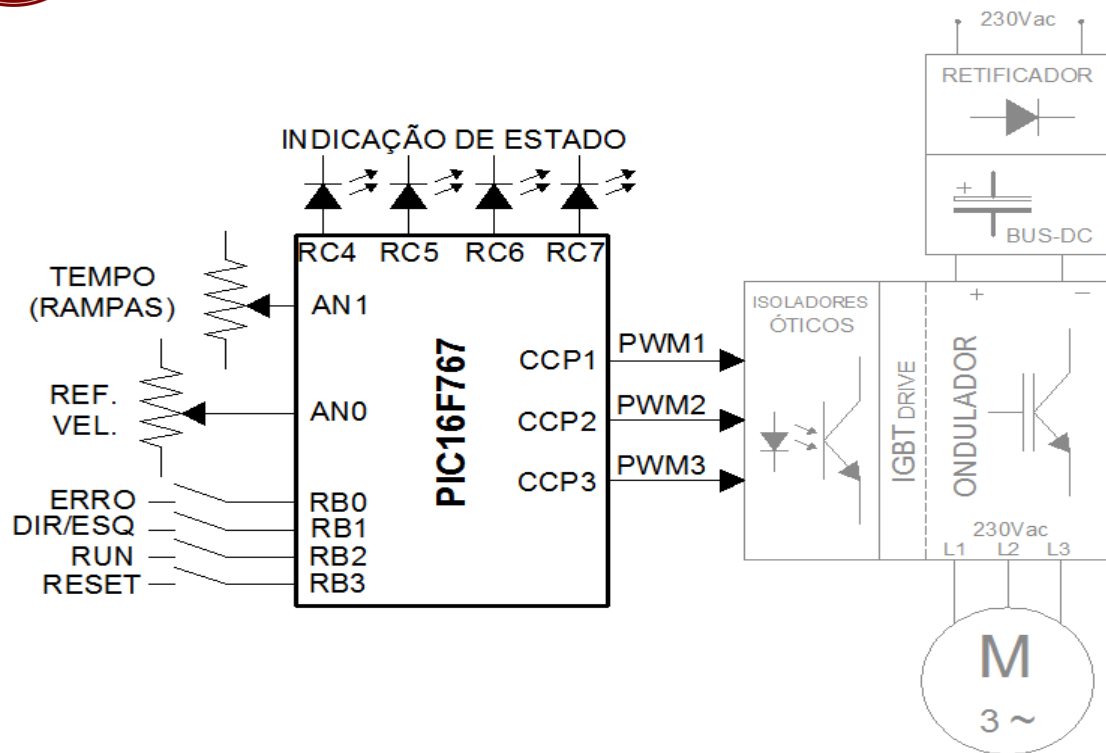 230Vac
RETIFICADOR
+
BUS-DC
INDICAÇÃO DE ESTADO
RC4 RC5 RC6 RC7
TEMPO
(RAMPAS)
AN1
REF.
VEL.
AN0
ERRO
DIR/ESQ
RUN
RESET
RB0
RB1
RB2
RB3
PIC16F767
CCP1
CCP2
CCP3
PWM1
PWM2
PWM3
ISOLADORES
ÓTICOS
IGBT DRIVE
ONDULADOR
+ −
230Vac
L1 L2 L3
M
3 ~